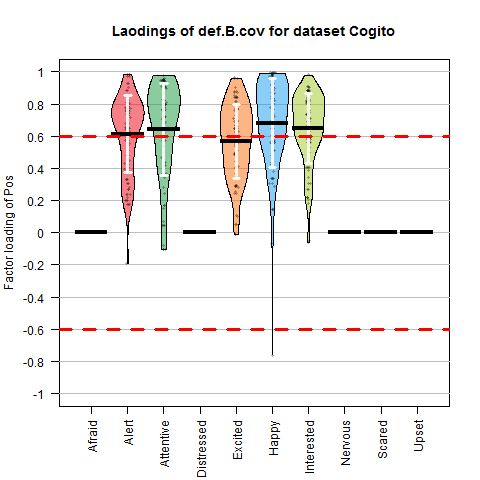 Laodings of def.B.cov for dataset Cogito
Factor loading of Pos
1
0.8
0.6
0.4
0.2
0
-0.2
-0.4
-0.6
-0.8
-1
Afraid
Alert
Attentive
Distressed
Excited
Happy
Interested
Nervous
Scared
Upset